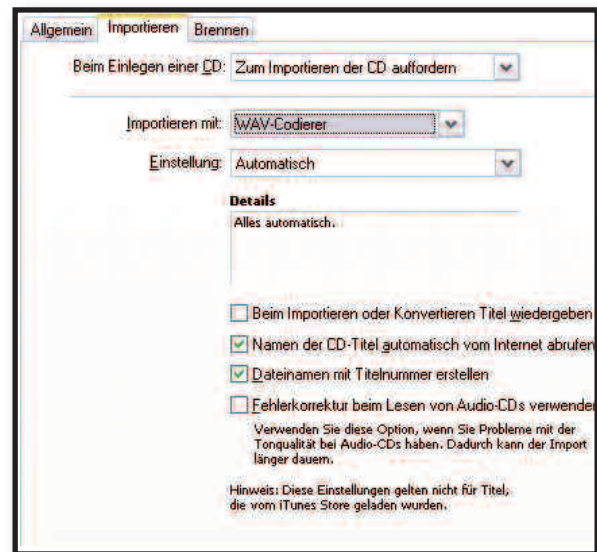 Allgemein Importieren Brennen
Beim Einlegen einer CD: Zum Importieren der CD auffordern
Importieren mit: WAV-Codierer
Einstellung: Automatisch
Details
Alles automatisch.
Beim Importieren oder Konvertieren Titel wiedergeben
Namen der CD-Titel automatisch vom Internet abrufen
Dateinamen mit Titelnummer erstellen
Fehlerkorrektur beim Lesen von Audio-CDs verwenden
Verwenden Sie diese Option, wenn Sie Probleme mit der
Tonqualität bei Audio-CDs haben. Dadurch kann der Import
länger dauern.
Hinweis: Diese Einstellungen gelten nicht für Titel,
die vom iTunes Store geladen wurden.